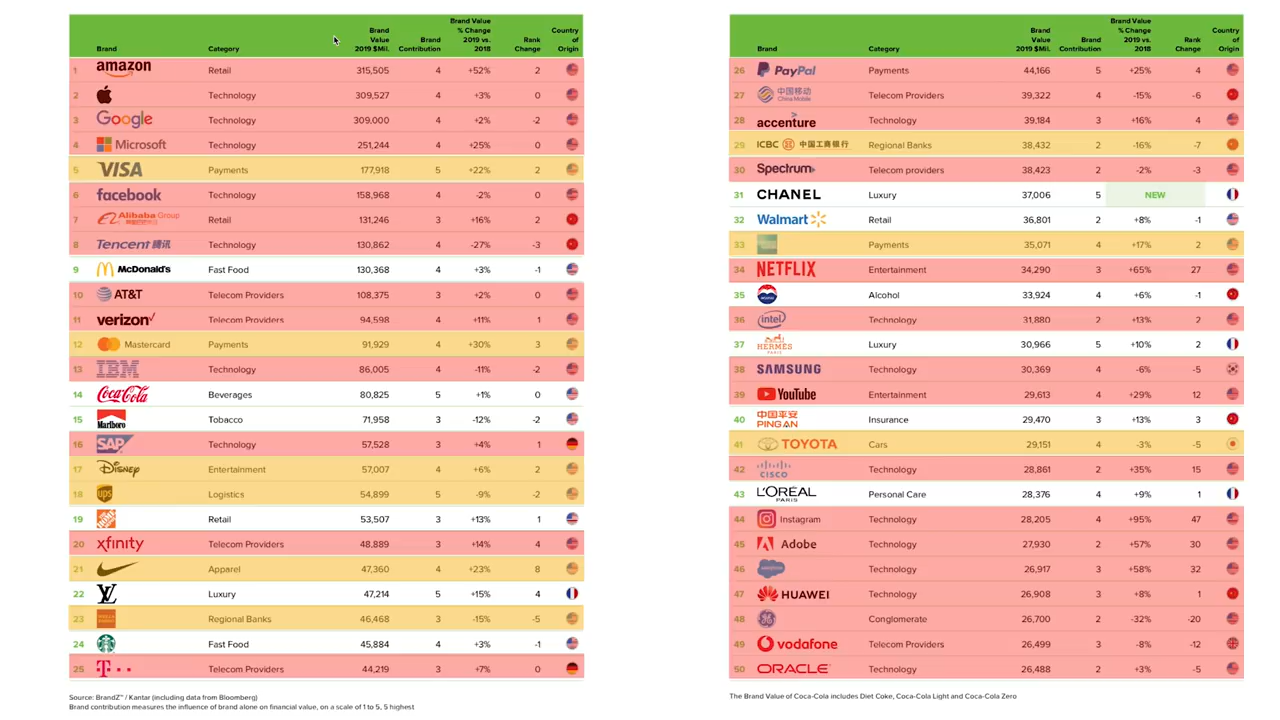 Brand Category Brand Value 2019 $Mil. Brand Contribution Brand Value % Change 2019 vs. 2018 Rank Change Country of Origin
1 amazon Retail 315,505 4 +52% 2
2 Technology 309,527 4 +3% 0
3 Google Technology 309,000 4 +2% -2
4 Microsoft Technology 251,244 4 +25% 0
5 VISA Payments 177,918 5 +22% 2
6 facebook Technology 158,968 4 -2% 0
7 Alibaba Group Retail 131,246 3 +16% 2
8 Tencent 腾讯 Technology 130,862 4 -27% -3
9 McDonald's Fast Food 130,368 4 +3% -1
10 AT&T Telecom Providers 108,375 3 +2% 0
11 verizon Telecom Providers 94,598 4 +11% 1
12 Mastercard Payments 91,929 4 +30% 3
13 IBM Technology 86,005 4 -11% -2
14 Coca-Cola Beverages 80,825 5 +1% 0
15 Marlboro Tobacco 71,958 3 -12% -2
16 SAP Technology 57,528 3 +4% 1
17 Disney Entertainment 57,007 4 +6% 2
18 ups Logistics 54,899 5 -9% -2
19 Retail 53,507 3 +13% 1
20 xfinity Telecom Providers 48,889 3 +14% 4
21 Apparel 47,360 4 +23% 8
22 LV Luxury 47,214 5 +15% 4
23 Regional Banks 46,468 3 -15% -5
24 Fast Food 45,884 4 +3% -1
25 T Telecom Providers 44,219 3 +7% 0
Source: BrandZ™ / Kantar (including data from Bloomberg)
Brand contribution measures the influence of brand alone on financial value, on a scale of 1 to 5, 5 highest
Brand Category Brand Value 2019 $Mil. Brand Contribution Brand Value % Change 2019 vs. 2018 Rank Change Country of Origin
26 PayPal Payments 44,166 5 +25% 4
27 中国移动 China Mobile Telecom Providers 39,322 4 -15% -6
28 accenture Technology 39,184 3 +16% 4
29 ICBC 中国工商银行 Regional Banks 38,432 2 -16% -7
30 Spectrum Telecom providers 38,423 2 -2% -3
31 CHANEL Luxury 37,006 5 NEW
32 Walmart Retail 36,801 2 +8% -1
33 Payments 35,071 4 +17% 2
34 NETFLIX Entertainment 34,290 3 +65% 27
35 Alcohol 33,924 4 +6% -1
36 intel Technology 31,880 2 +13% 2
37 HERMÈS PARIS Luxury 30,966 5 +10% 2
38 SAMSUNG Technology 30,369 4 -6% -5
39 YouTube Entertainment 29,613 4 +29% 12
40 中国平安 PING AN Insurance 29,470 3 +13% 3
41 TOYOTA Cars 29,151 4 -3% -5
42 CISCO Technology 28,861 2 +35% 15
43 L'ORÉAL PARIS Personal Care 28,376 4 +9% 1
44 Instagram Technology 28,205 4 +95% 47
45 Adobe Technology 27,930 2 +57% 30
46 salesforce Technology 26,917 3 +58% 32
47 HUAWEI Technology 26,908 3 +8% 1
48 Conglomerate 26,700 2 -32% -20
49 vodafone Telecom Providers 26,499 3 -8% -12
50 ORACLE Technology 26,488 2 +3% -5
The Brand Value of Coca-Cola includes Diet Coke, Coca-Cola Light and Coca-Cola Zero